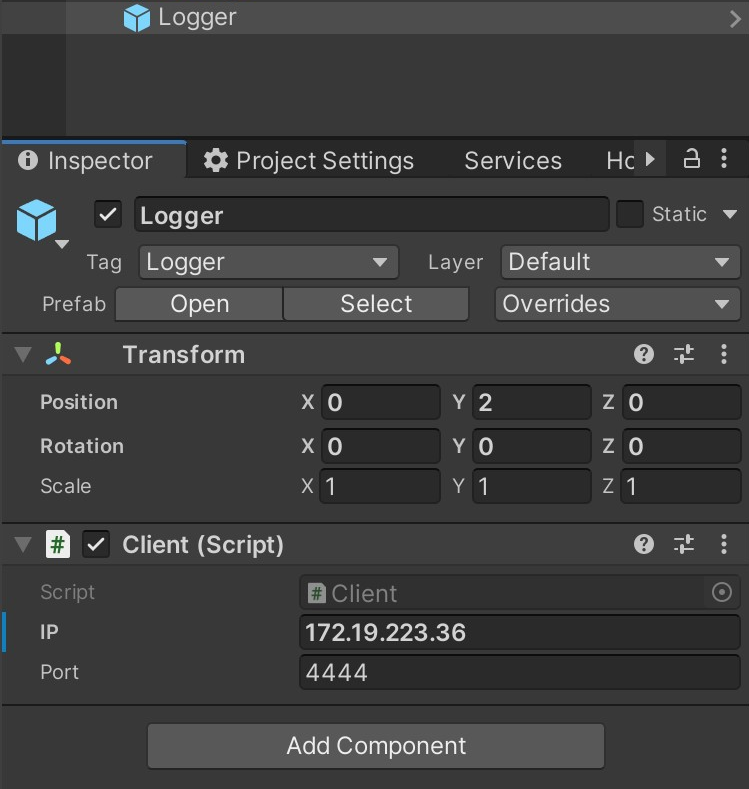 Logger
Inspector Project Settings Services Ho
Logger Static
Tag Logger Layer Default
Prefab Open Select Overrides
Transform
Position X 0 Y 2 Z 0
Rotation X 0 Y 0 Z 0
Scale X 1 Y 1 Z 1
# Client (Script)
Script # Client
IP 172.19.223.36
Port 4444
Add Component